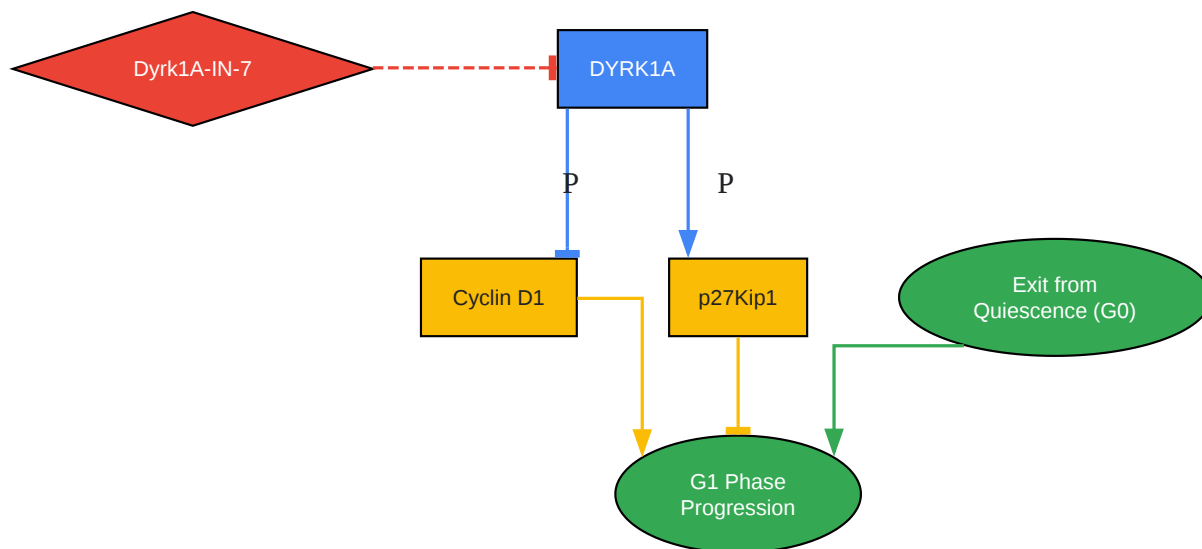 Dyrk1A-IN-7
DYRK1A
P
P
Cyclin D1
p27Kip1
Exit from
Quiescence (G0)
G1 Phase
Progression